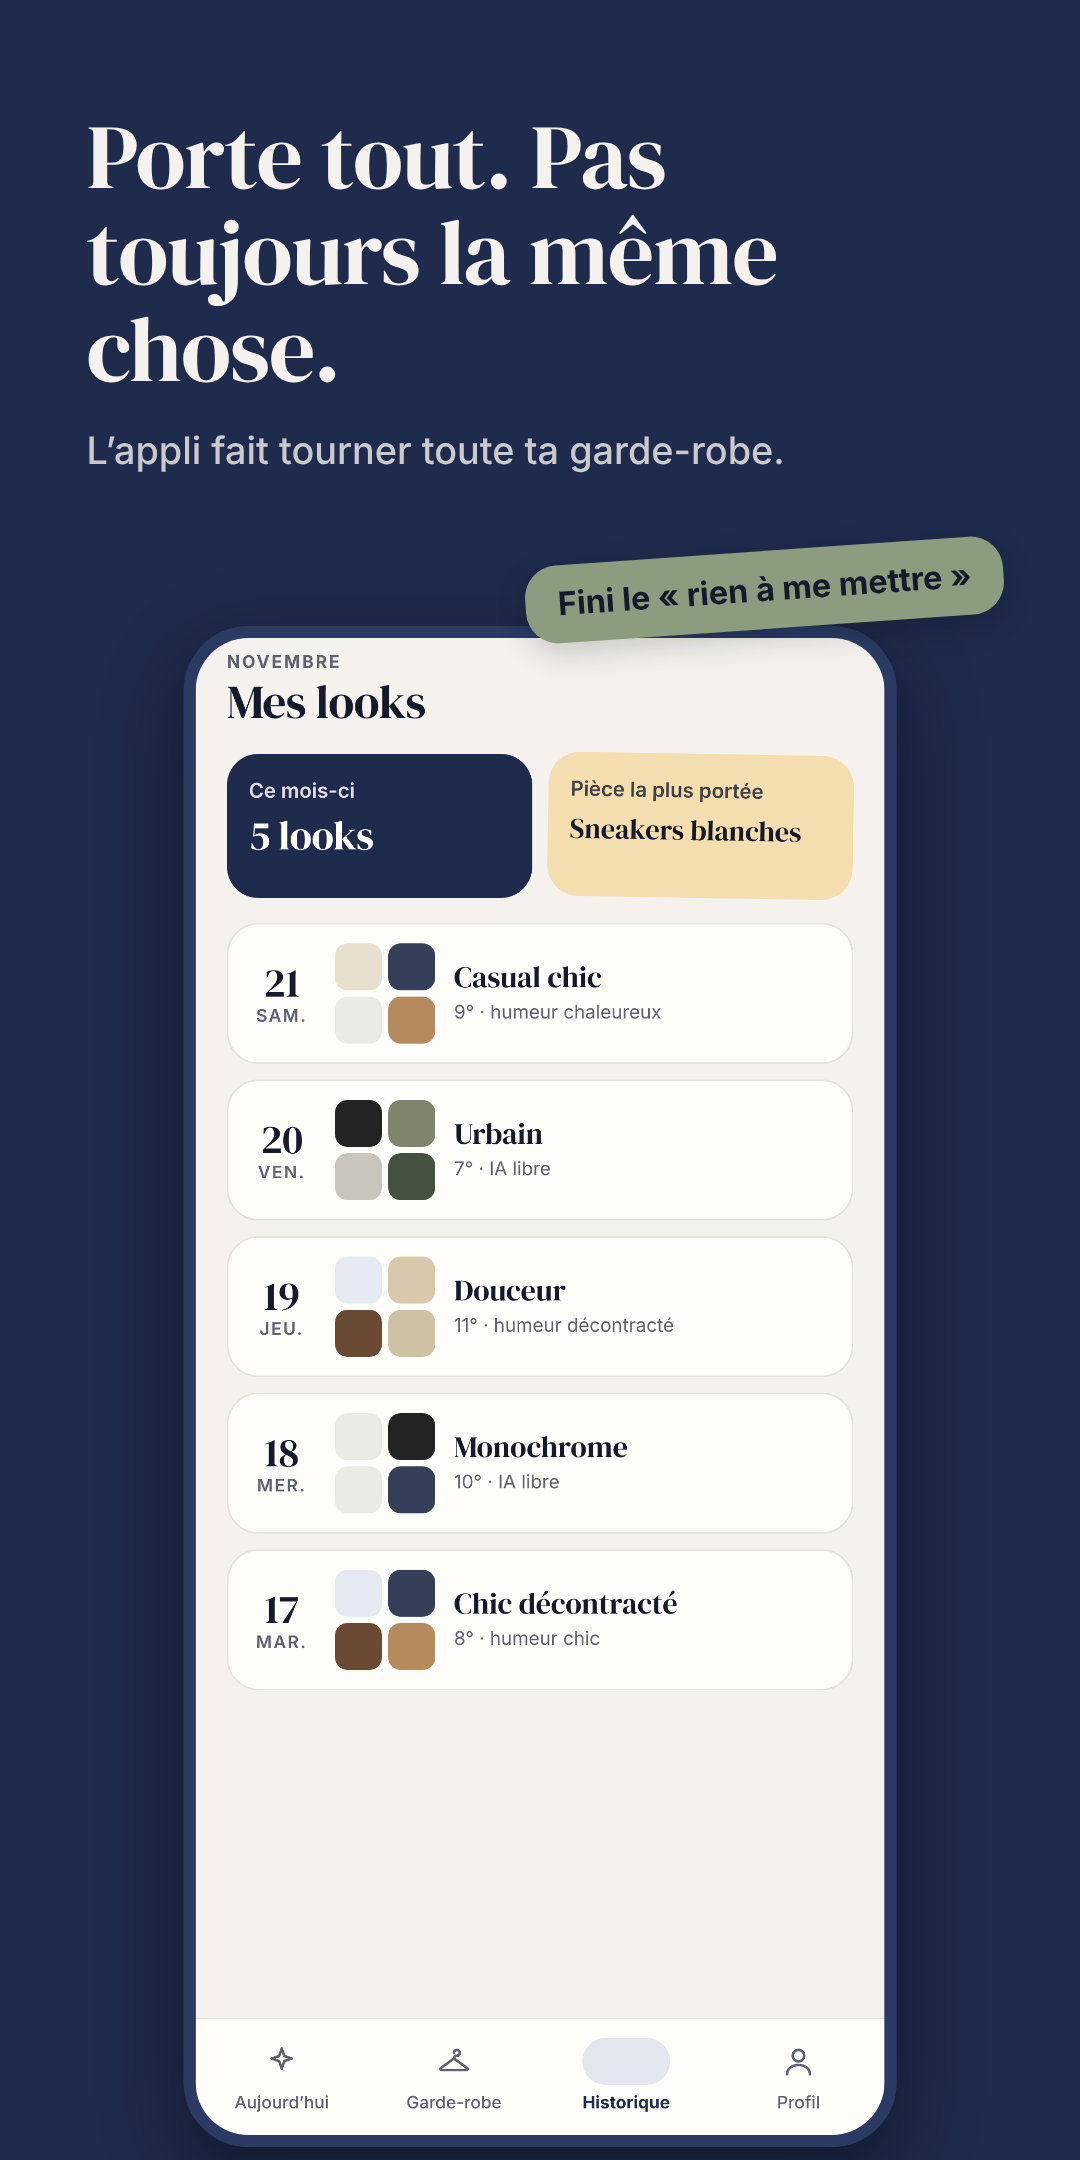 Porte tout. Pas
toujours la même
chose.
L’appli fait tourner toute ta garde-robe.
Fini le « rien à me mettre »
NOVEMBRE
Mes looks
Ce mois-ci
5 looks
Pièce la plus portée
Sneakers blanches
21
SAM.
Casual chic
9° · humeur chaleureux
20
VEN.
Urbain
7° · IA libre
19
JEU.
Douceur
11° · humeur décontracté
18
MER.
Monochrome
10° · IA libre
17
MAR.
Chic décontracté
8° · humeur chic
Aujourd’hui
Garde-robe
Historique
Profil